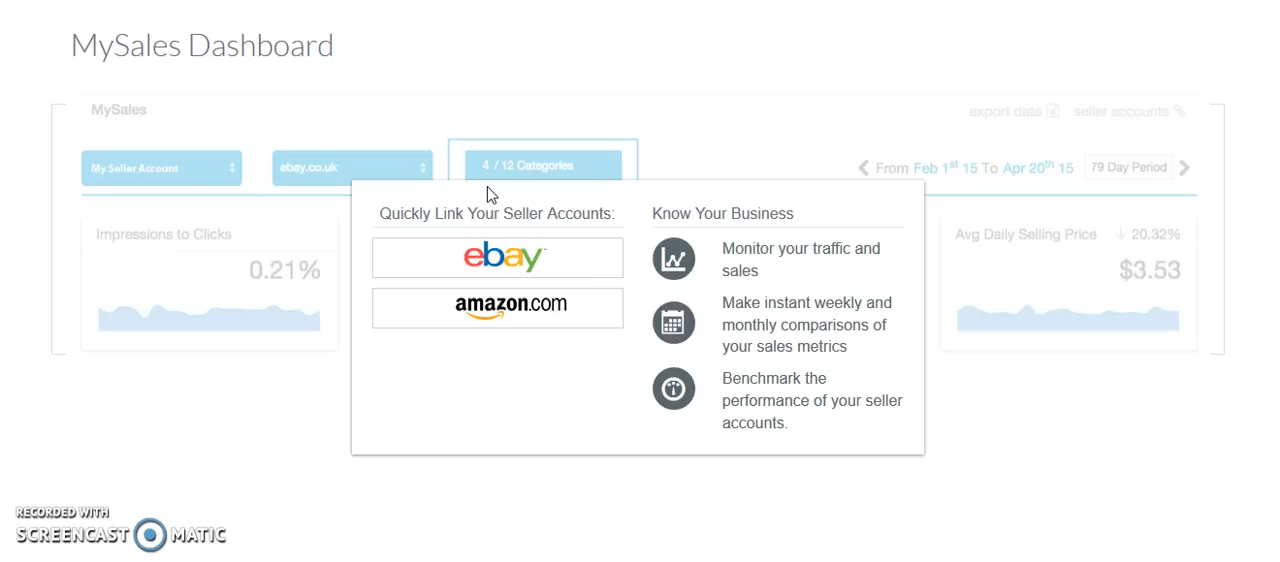 MySales Dashboard
MySales
export data
seller accounts
My Seller Account
ebay.co.uk
4 / 12 Categories
From Feb 1st 15 To Apr 20th 15
79 Day Period
Quickly Link Your Seller Accounts:
ebay™
amazon.com
Know Your Business
Monitor your traffic and
sales
Make instant weekly and
monthly comparisons of
your sales metrics
Benchmark the
performance of your seller
accounts.
Impressions to Clicks
0.21%
Avg Daily Selling Price
20.32%
$3.53
RECORDED WITH
SCREENCAST MATIC